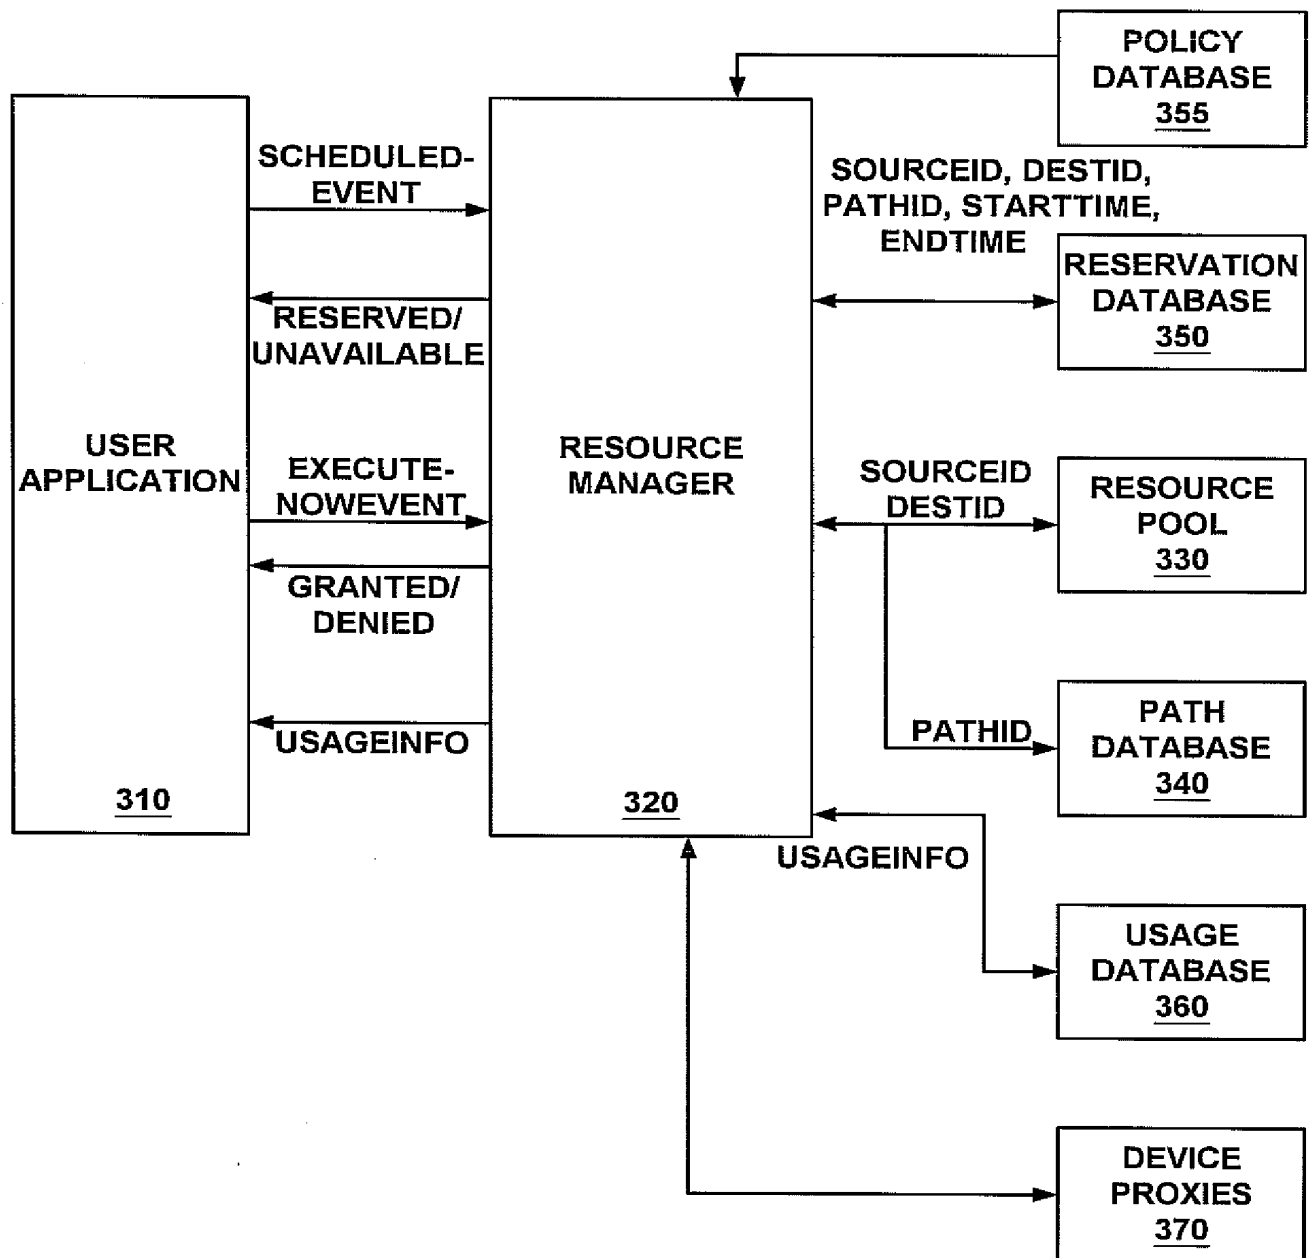 POLICY
DATABASE
355
SCHEDULED-
EVENT
SOURCEID, DESTID,
PATHID, STARTTIME,
ENDTIME
RESERVATION
DATABASE
350
RESERVED/
UNAVAILABLE
USER
APPLICATION
310
EXECUTE-
NOWEVENT
RESOURCE
MANAGER
320
SOURCEID
DESTID
RESOURCE
POOL
330
GRANTED/
DENIED
USAGEINFO
PATHID
PATH
DATABASE
340
USAGEINFO
USAGE
DATABASE
360
DEVICE
PROXIES
370